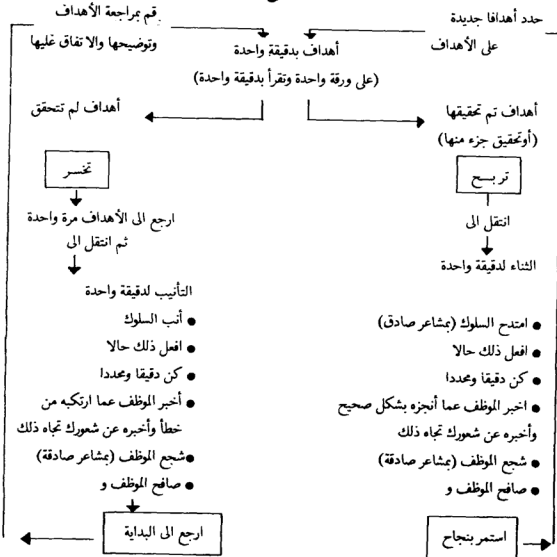 حدد أهدافا جديدة
على الأهداف
قم بمراجعة الأهداف
وتوضيحها والاتفاق غليها
أهداف بدقيقة واحدة
(على ورقة واحدة وتقرأ بدقيقة واحدة)
أهداف تم تحقيقها
(أوتحقيق جزء منها)
تربح
انتقل الى
الثناء لدقيقة واحدة
● امتدح السلوك (بمشاعر صادق)
● افعل ذلك حالا
● كن دقيقا ومحددا
● اخبر الموظف عما أنجزه بشكل صحيح
وأخبره عن شعورك تجاه ذلك
● شجع الموظف (بمشاعر صادقة)
● صافح الموظف و
استمر بنجاح
أهداف لم تتحقق
تخسر
ارجع الى الأهداف مرة واحدة
ثم انتقل الى
التأنيب لدقيقة واحدة
● أنب السلوك
● افعل ذلك حالا
● كن دقيقا ومحددا
● أخبر الموظف عما ارتكبه من
خطأ وأخبره عن شعورك تجاه ذلك
● شجع الموظف (بمشاعر صادقة)
● صافح الموظف و
ارجع الى البداية